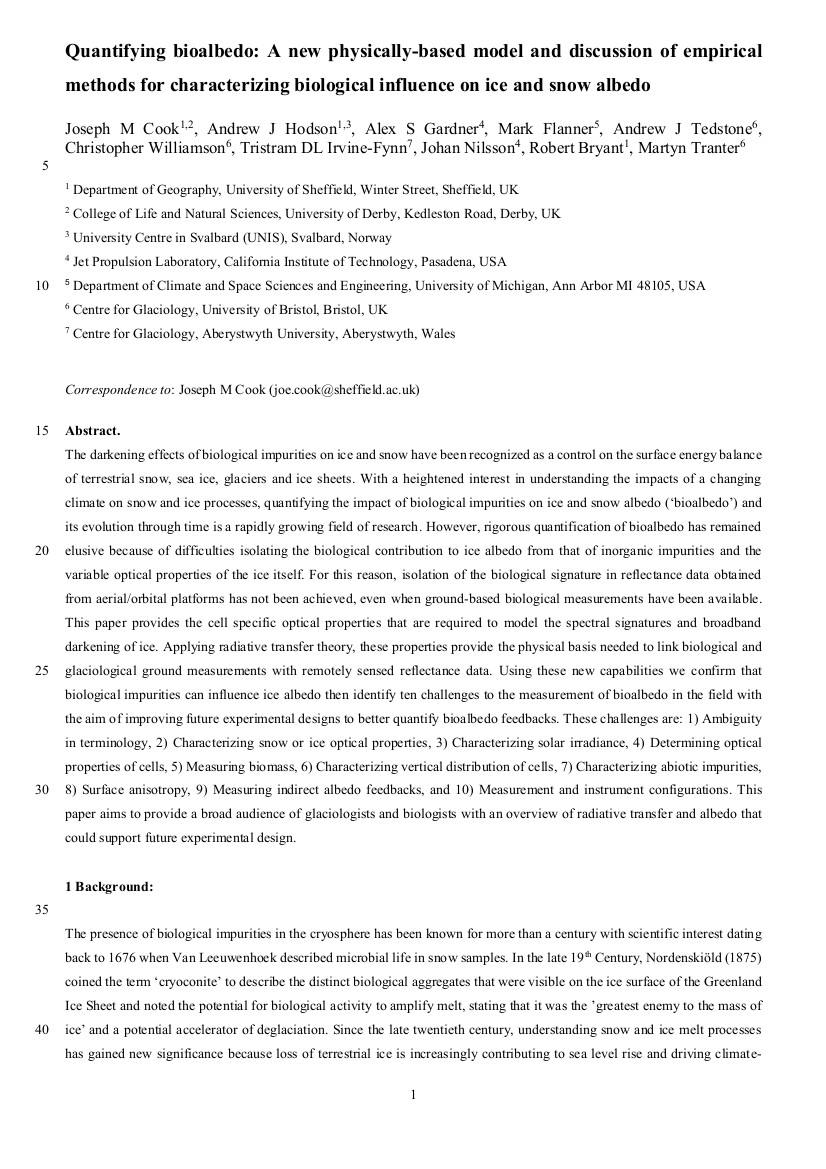 Quantifying bioalbedo: A new physically-based model and discussion of empirical
methods for characterizing biological influence on ice and snow albedo
Joseph M Cook1,2, Andrew J Hodson1,3, Alex S Gardner4, Mark Flanner5, Andrew J Tedstone6,
Christopher Williamson6, Tristram DL Irvine-Fynn7, Johan Nilsson4, Robert Bryant1, Martyn Tranter6
5
1 Department of Geography, University of Sheffield, Winter Street, Sheffield, UK
2 College of Life and Natural Sciences, University of Derby, Kedleston Road, Derby, UK
3 University Centre in Svalbard (UNIS), Svalbard, Norway
4 Jet Propulsion Laboratory, California Institute of Technology, Pasadena, USA
10 5 Department of Climate and Space Sciences and Engineering, University of Michigan, Ann Arbor MI 48105, USA
6 Centre for Glaciology, University of Bristol, Bristol, UK
7 Centre for Glaciology, Aberystwyth University, Aberystwyth, Wales
Correspondence to: Joseph M Cook (joe.cook@sheffield.ac.uk)
15 Abstract.
The darkening effects of biological impurities on ice and snow have been recognized as a control on the surface energy balance
of terrestrial snow, sea ice, glaciers and ice sheets. With a heightened interest in understanding the impacts of a changing
climate on snow and ice processes, quantifying the impact of biological impurities on ice and snow albedo (‘bioalbedo’) and
its evolution through time is a rapidly growing field of research. However, rigorous quantification of bioalbedo has remained
20 elusive because of difficulties isolating the biological contribution to ice albedo from that of inorganic impurities and the
variable optical properties of the ice itself. For this reason, isolation of the biological signature in reflectance data obtained
from aerial/orbital platforms has not been achieved, even when ground-based biological measurements have been available.
This paper provides the cell specific optical properties that are required to model the spectral signatures and broadband
darkening of ice. Applying radiative transfer theory, these properties provide the physical basis needed to link biological and
25 glaciological ground measurements with remotely sensed reflectance data. Using these new capabilities we confirm that
biological impurities can influence ice albedo then identify ten challenges to the measurement of bioalbedo in the field with
the aim of improving future experimental designs to better quantify bioalbedo feedbacks. These challenges are: 1) Ambiguity
in terminology, 2) Characterizing snow or ice optical properties, 3) Characterizing solar irradiance, 4) Determining optical
properties of cells, 5) Measuring biomass, 6) Characterizing vertical distribution of cells, 7) Characterizing abiotic impurities,
30 8) Surface anisotropy, 9) Measuring indirect albedo feedbacks, and 10) Measurement and instrument configurations. This
paper aims to provide a broad audience of glaciologists and biologists with an overview of radiative transfer and albedo that
could support future experimental design.
1 Background:
35
The presence of biological impurities in the cryosphere has been known for more than a century with scientific interest dating
back to 1676 when Van Leeuwenhoek described microbial life in snow samples. In the late 19th Century, Nordenskiöld (1875)
coined the term ‘cryoconite’ to describe the distinct biological aggregates that were visible on the ice surface of the Greenland
Ice Sheet and noted the potential for biological activity to amplify melt, stating that it was the ’greatest enemy to the mass of
40 ice’ and a potential accelerator of deglaciation. Since the late twentieth century, understanding snow and ice melt processes
has gained new significance because loss of terrestrial ice is increasingly contributing to sea level rise and driving climate-
1